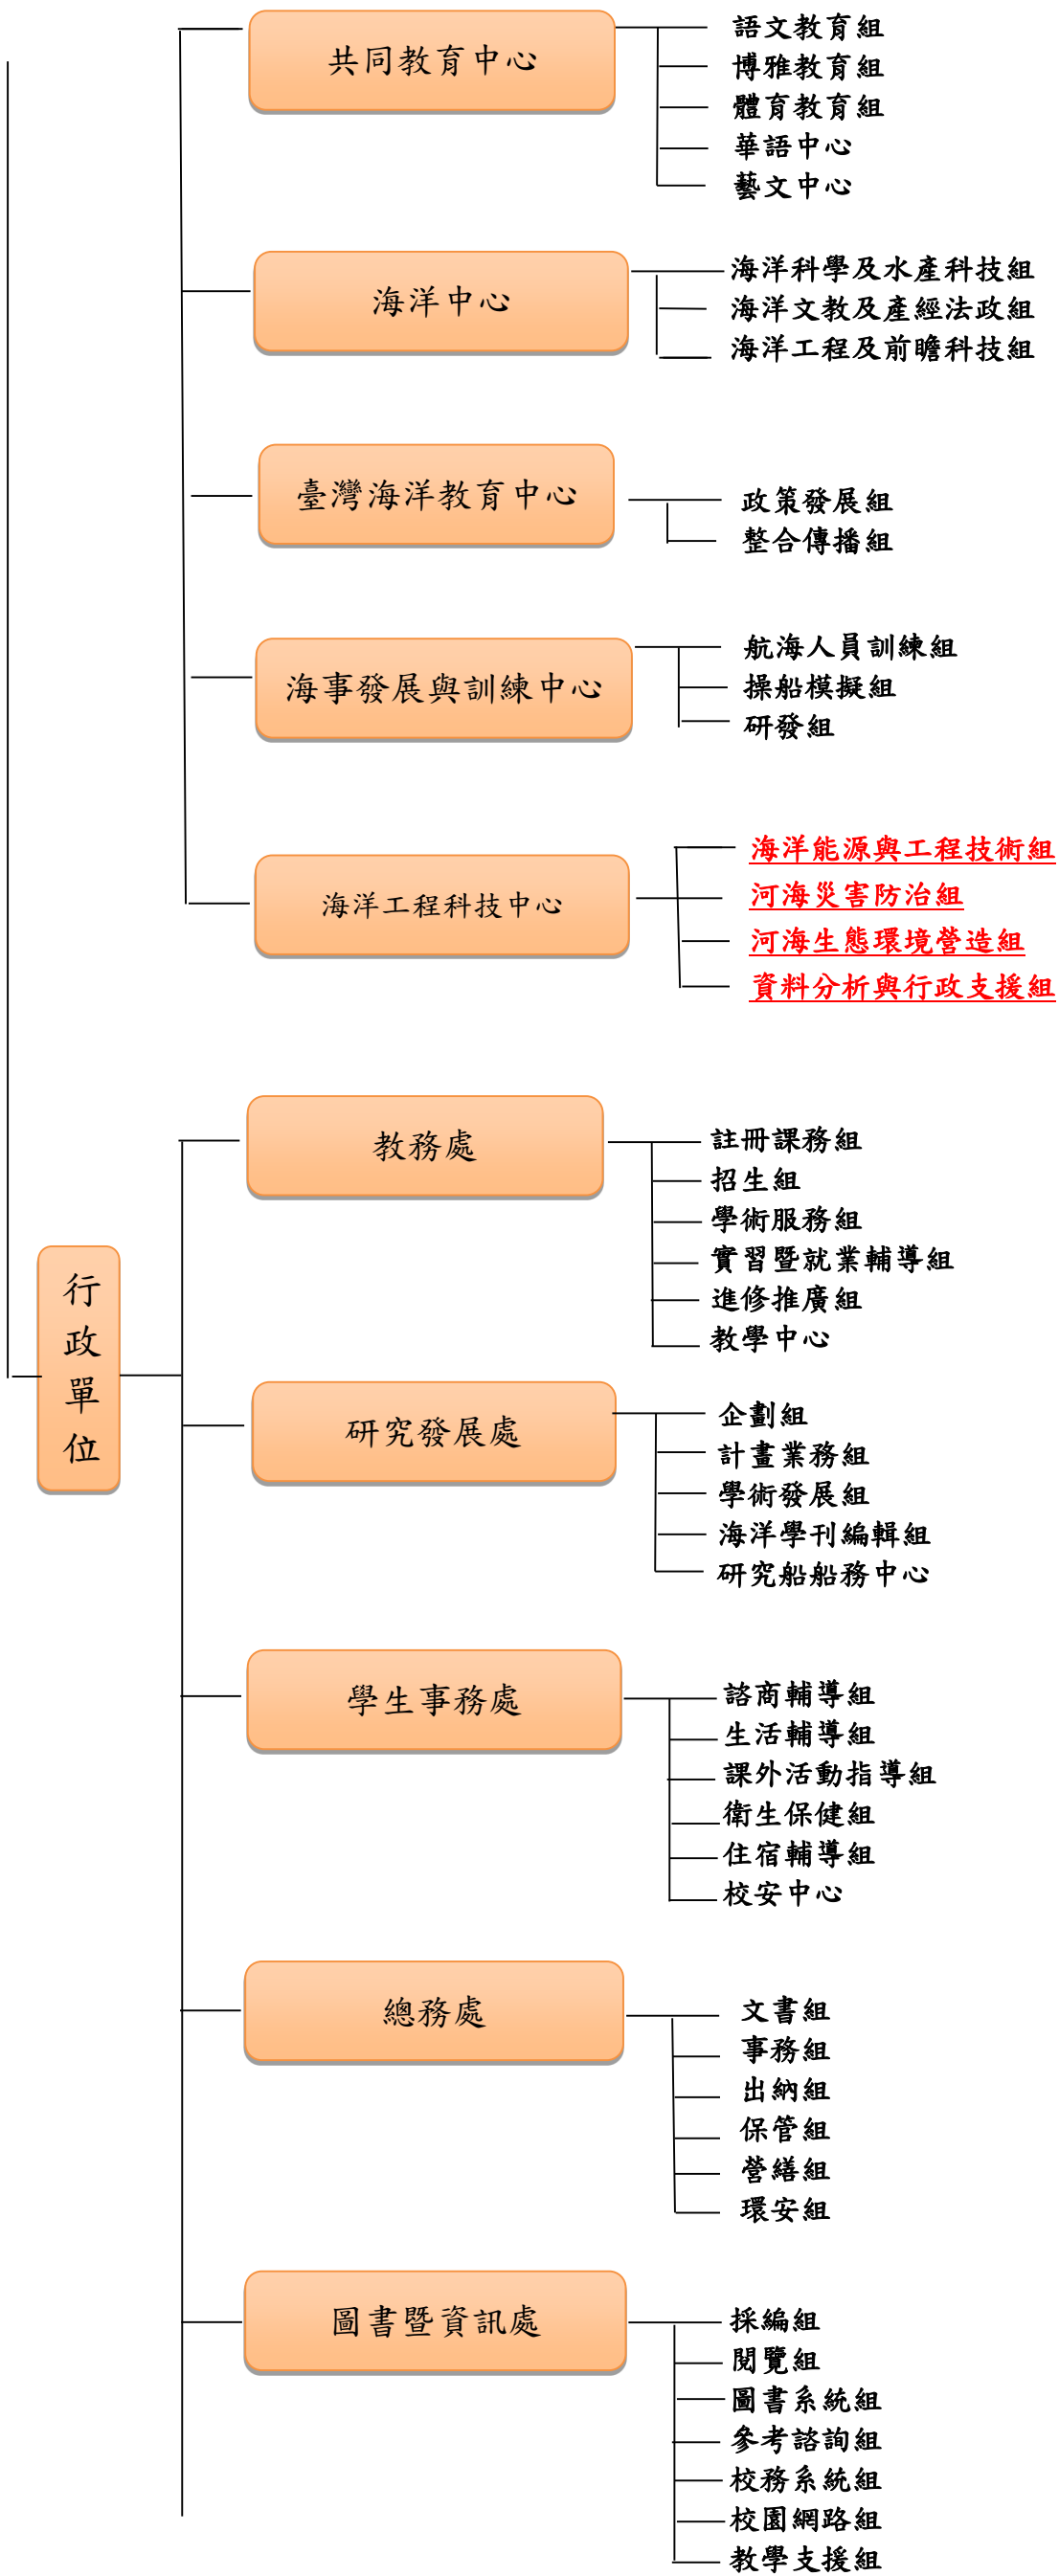 共同教育中心
語文教育組
博雅教育組
體育教育組
華語中心
藝文中心
海洋中心
海洋科學及水產科技組
海洋文教及產經法政組
海洋工程及前瞻科技組
臺灣海洋教育中心
政策發展組
整合傳播組
海事發展與訓練中心
航海人員訓練組
操船模擬組
研發組
海洋工程科技中心
海洋能源與工程技術組
河海災害防治組
河海生態環境營造組
資料分析與行政支援組
行政單位
教務處
註冊課務組
招生組
學術服務組
實習暨就業輔導組
進修推廣組
教學中心
研究發展處
企劃組
計畫業務組
學術發展組
海洋學刊編輯組
研究船船務中心
學生事務處
諮商輔導組
生活輔導組
課外活動指導組
衛生保健組
住宿輔導組
校安中心
總務處
文書組
事務組
出納組
保管組
營繕組
環安組
圖書暨資訊處
採編組
閱覽組
圖書系統組
參考諮詢組
校務系統組
校園網路組
教學支援組